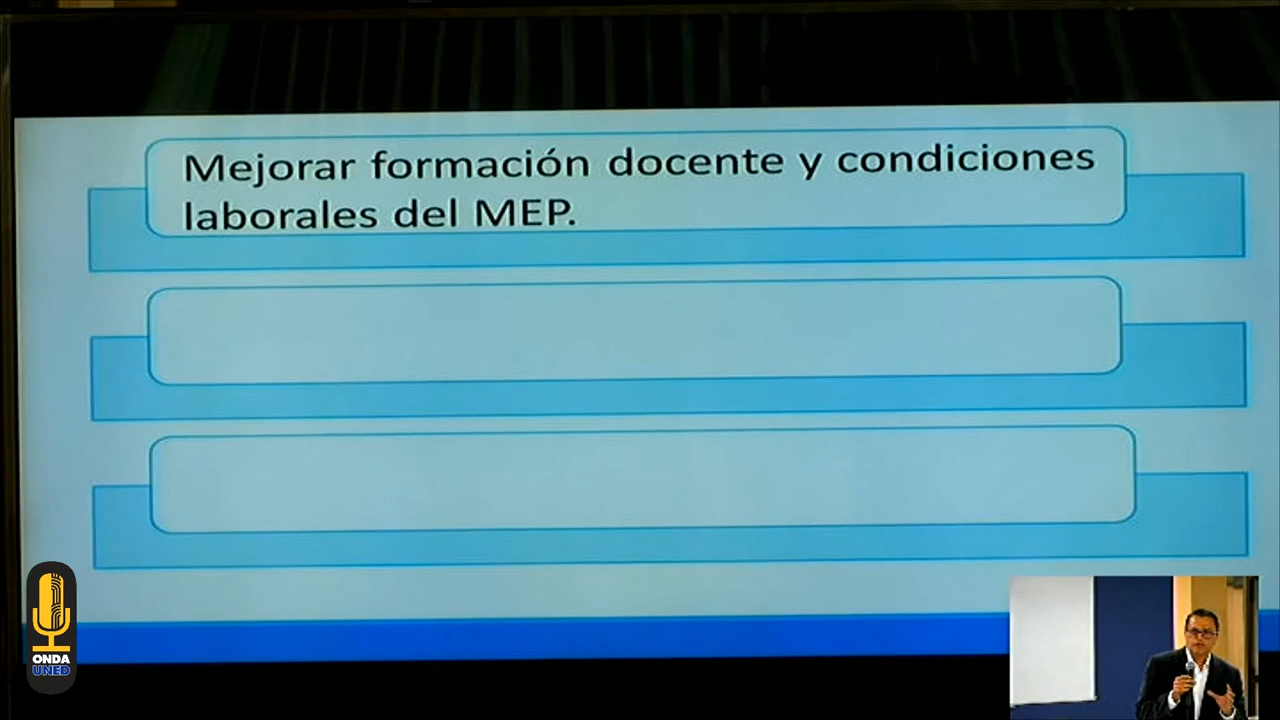 Mejorar formación docente y condiciones
laborales del MEP.
ONDA
UNED